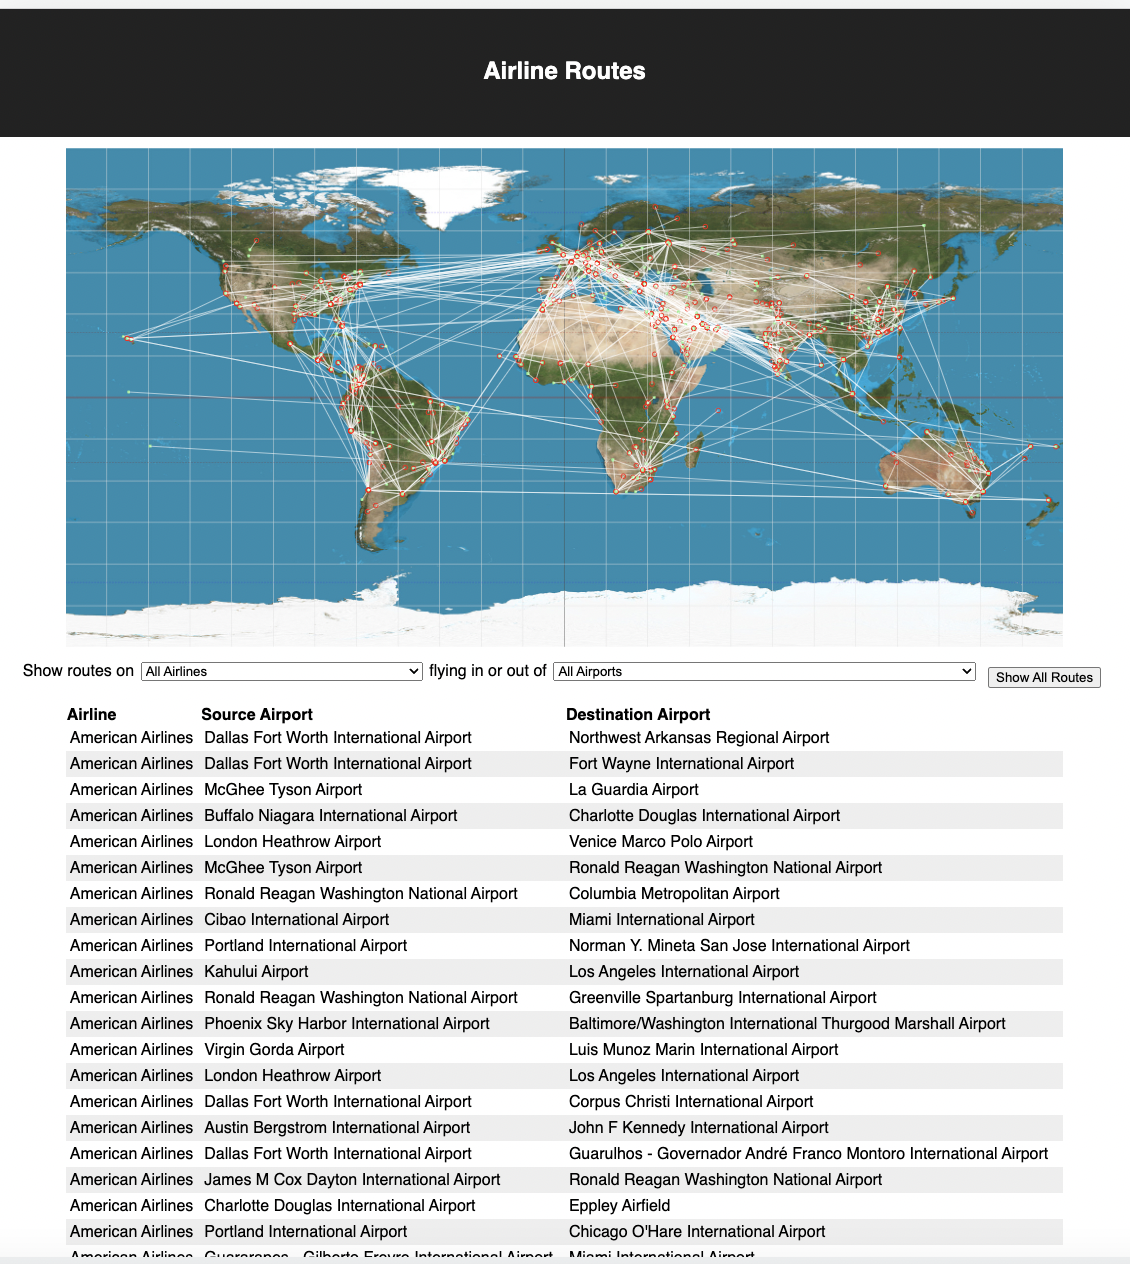 Airline Routes
Show routes on All Airlines flying in or out of All Airports Show All Routes
Airline Source Airport Destination Airport
American Airlines Dallas Fort Worth International Airport Northwest Arkansas Regional Airport
American Airlines Dallas Fort Worth International Airport Fort Wayne International Airport
American Airlines McGhee Tyson Airport La Guardia Airport
American Airlines Buffalo Niagara International Airport Charlotte Douglas International Airport
American Airlines London Heathrow Airport Venice Marco Polo Airport
American Airlines McGhee Tyson Airport Ronald Reagan Washington National Airport
American Airlines Ronald Reagan Washington National Airport Columbia Metropolitan Airport
American Airlines Cibao International Airport Miami International Airport
American Airlines Portland International Airport Norman Y. Mineta San Jose International Airport
American Airlines Kahului Airport Los Angeles International Airport
American Airlines Ronald Reagan Washington National Airport Greenville Spartanburg International Airport
American Airlines Phoenix Sky Harbor International Airport Baltimore/Washington International Thurgood Marshall Airport
American Airlines Virgin Gorda Airport Luis Munoz Marin International Airport
American Airlines London Heathrow Airport Los Angeles International Airport
American Airlines Dallas Fort Worth International Airport Corpus Christi International Airport
American Airlines Austin Bergstrom International Airport John F Kennedy International Airport
American Airlines Dallas Fort Worth International Airport Guarulhos - Governador André Franco Montoro International Airport
American Airlines James M Cox Dayton International Airport Ronald Reagan Washington National Airport
American Airlines Charlotte Douglas International Airport Eppley Airfield
American Airlines Portland International Airport Chicago O'Hare International Airport
American Airlines Guararapes - Gilberto Freyre International Airport Miami International Airport